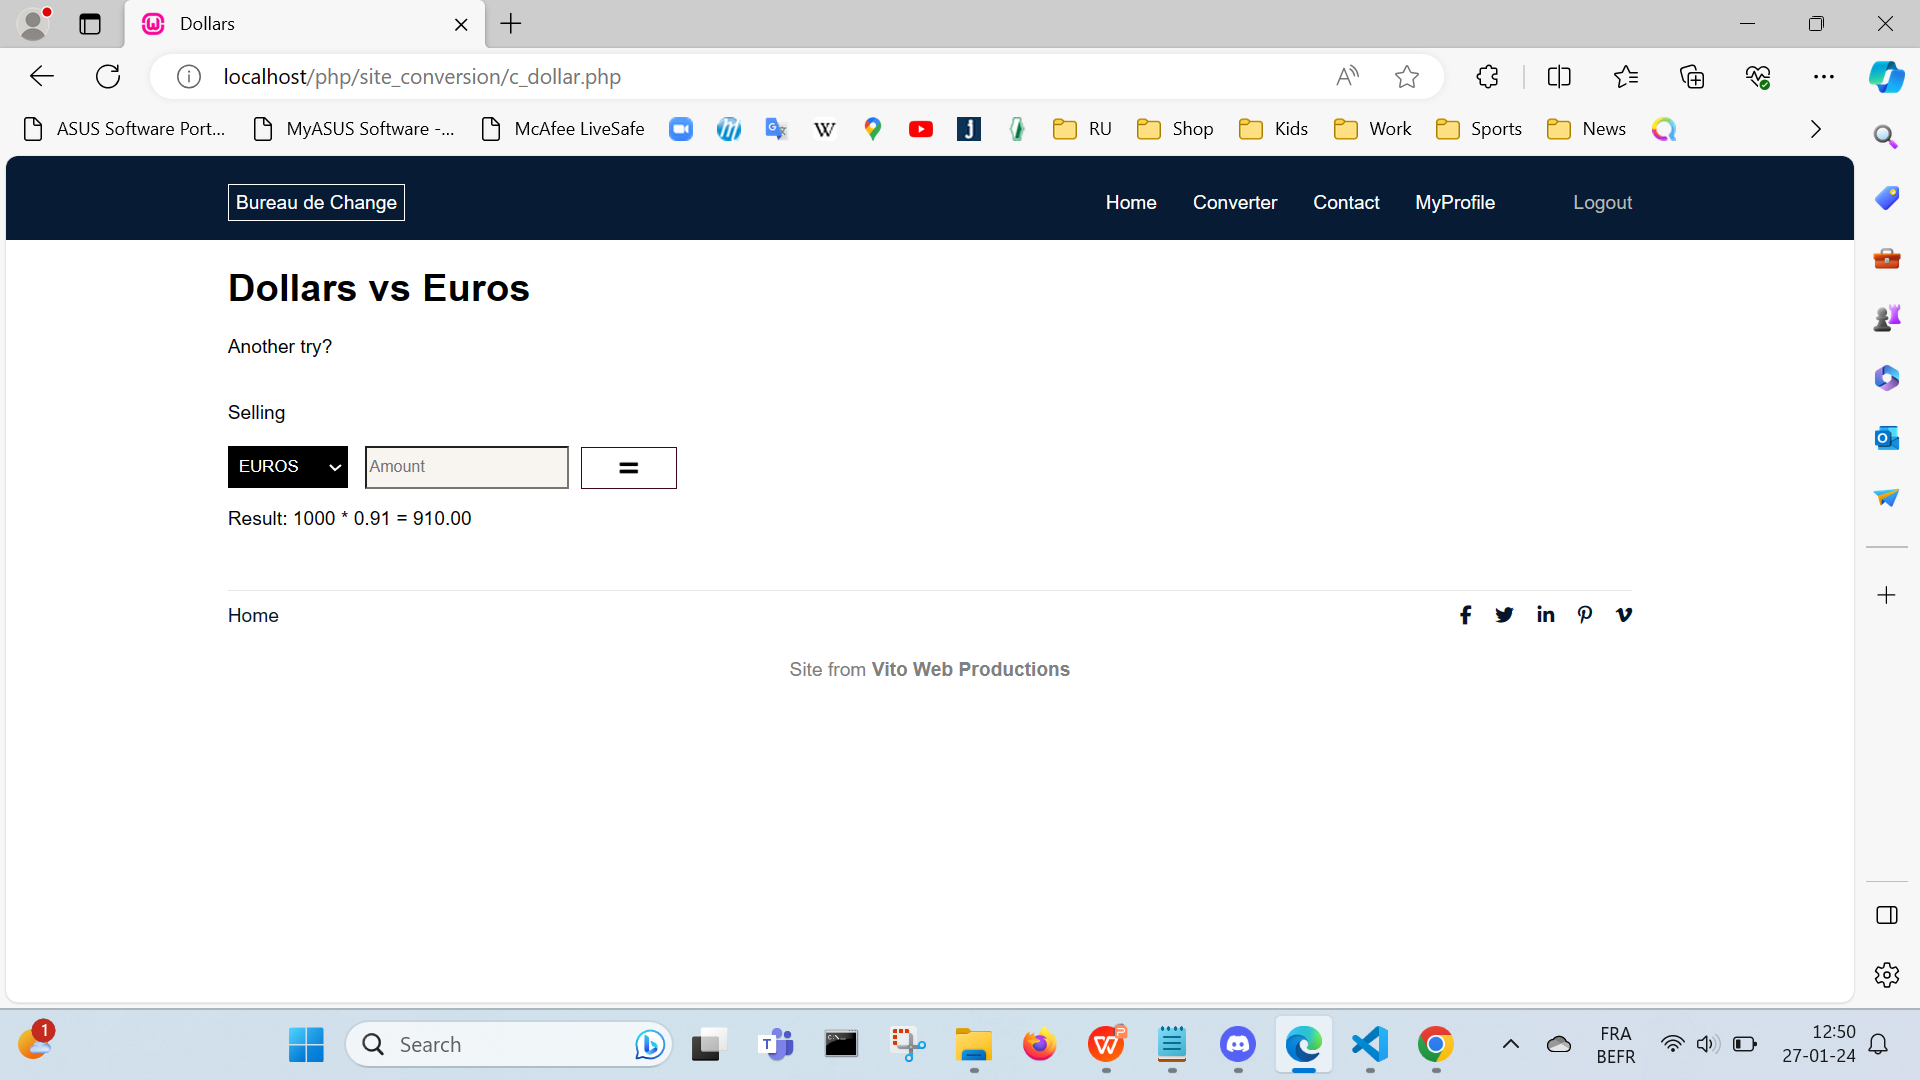 Dollars
localhost/php/site_conversion/c_dollar.php
ASUS Software Port... MyASUS Software -... McAfee LiveSafe RU Shop Kids Work Sports News
Bureau de Change Home Converter Contact MyProfile Logout
Dollars vs Euros
Another try?
Selling
EUROS Amount =
Result: 1000 * 0.91 = 910.00
Home
Site from Vito Web Productions
1
Search
FRA
BEFR
12:50
27-01-24